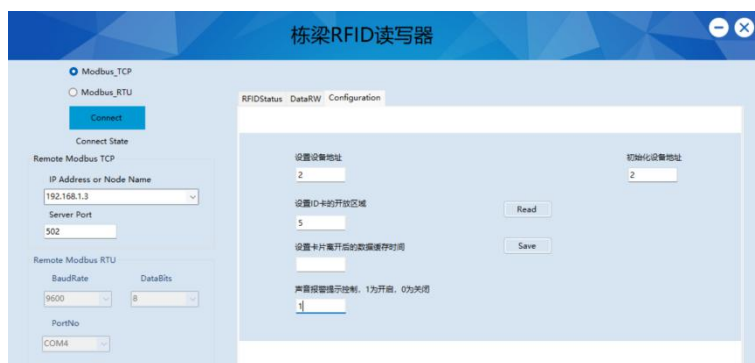 栋梁RFID读写器
Modbus_TCP
Modbus_RTU
Connect
Connect State
Remote Modbus TCP
IP Address or Node Name
192.168.1.3
Server Port
502
Remote Modbus RTU
BaudRate DataBits
9600 8
PortNo
COM4
RFIDStatus DataRW Configuration
设置设备地址 初始化设备地址
2 2
设置ID卡的开放区域
5
Read
设置卡片离开后的数据缓存时间
Save
声音报警提示控制，1为开启，0为关闭
1